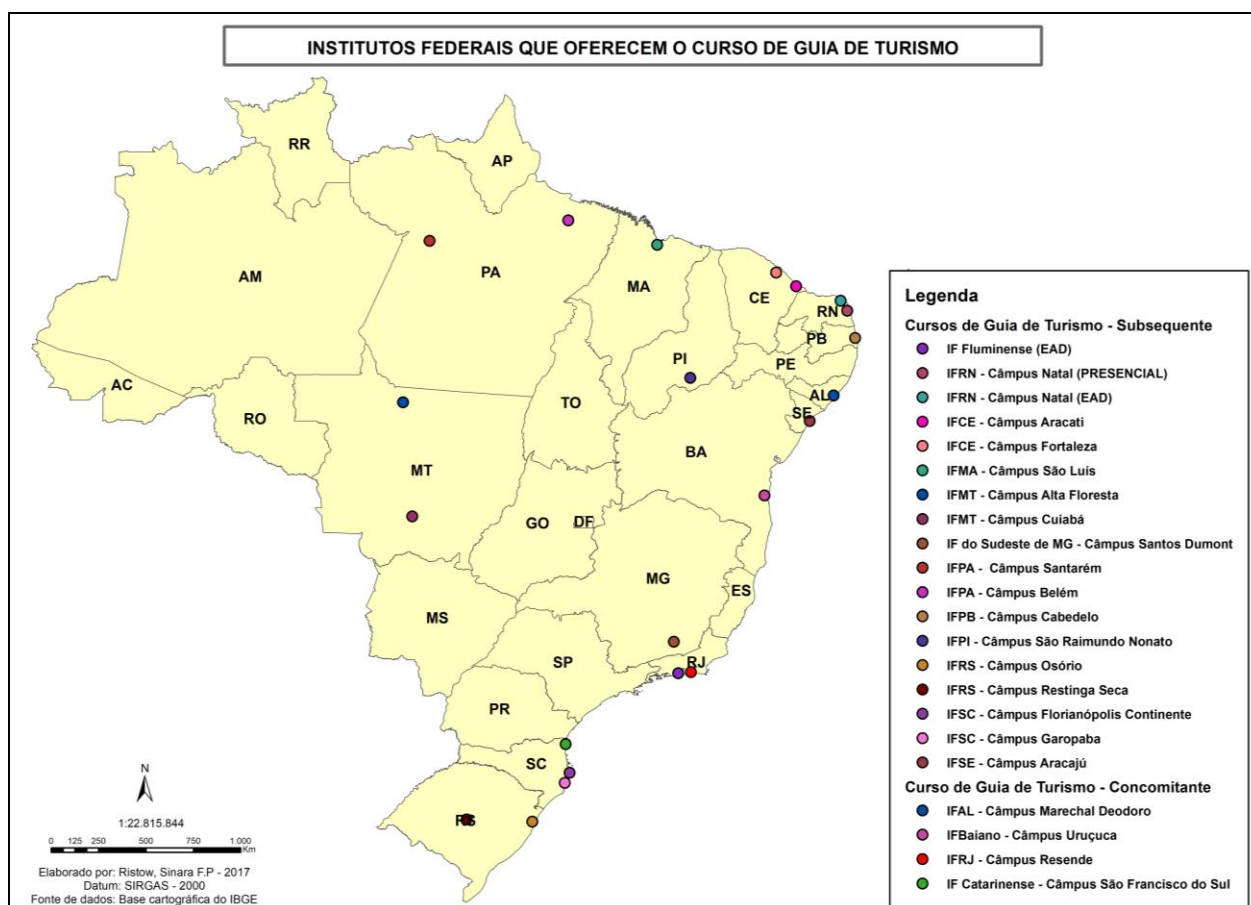 INSTITUTOS FEDERAIS QUE OFERECEM O CURSO DE GUIA DE TURISMO
RR
AP
AM
PA
MA
CE
RN
PB
PI
PE
AC
AL
SE
TO
RO
BA
MT
GO
DF
MG
ES
MS
SP
RJ
PR
SC
RS
N
1:22.815.844
0 125 250 500 750 1.000
Km
Elaborado por: Ristow, Sinara F.P - 2017
Datum: SIRGAS - 2000
Fonte de dados: Base cartográfica do IBGE
Legenda
Cursos de Guia de Turismo - Subsequente
IF Fluminense (EAD)
IFRN - Câmpus Natal (PRESENCIAL)
IFRN - Câmpus Natal (EAD)
IFCE - Câmpus Aracati
IFCE - Câmpus Fortaleza
IFMA - Câmpus São Luís
IFMT - Câmpus Alta Floresta
IFMT - Câmpus Cuiabá
IF do Sudeste de MG - Câmpus Santos Dumont
IFPA - Câmpus Santarém
IFPA - Câmpus Belém
IFPB - Câmpus Cabedelo
IFPI - Câmpus São Raimundo Nonato
IFRS - Câmpus Osório
IFRS - Câmpus Restinga Seca
IFSC - Câmpus Florianópolis Continente
IFSC - Câmpus Garopaba
IFSE - Câmpus Aracajú
Curso de Guia de Turismo - Concomitante
IFAL - Câmpus Marechal Deodoro
IFBaiano - Câmpus Uruçuca
IFRJ - Câmpus Resende
IF Catarinense - Câmpus São Francisco do Sul